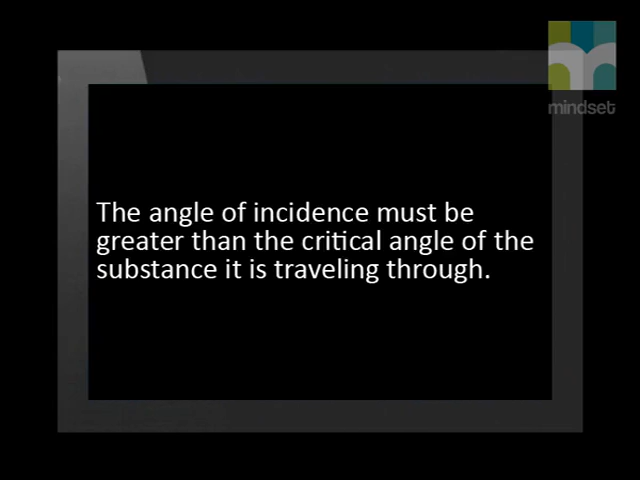 mindset
The angle of incidence must be
greater than the critical angle of the
substance it is traveling through.